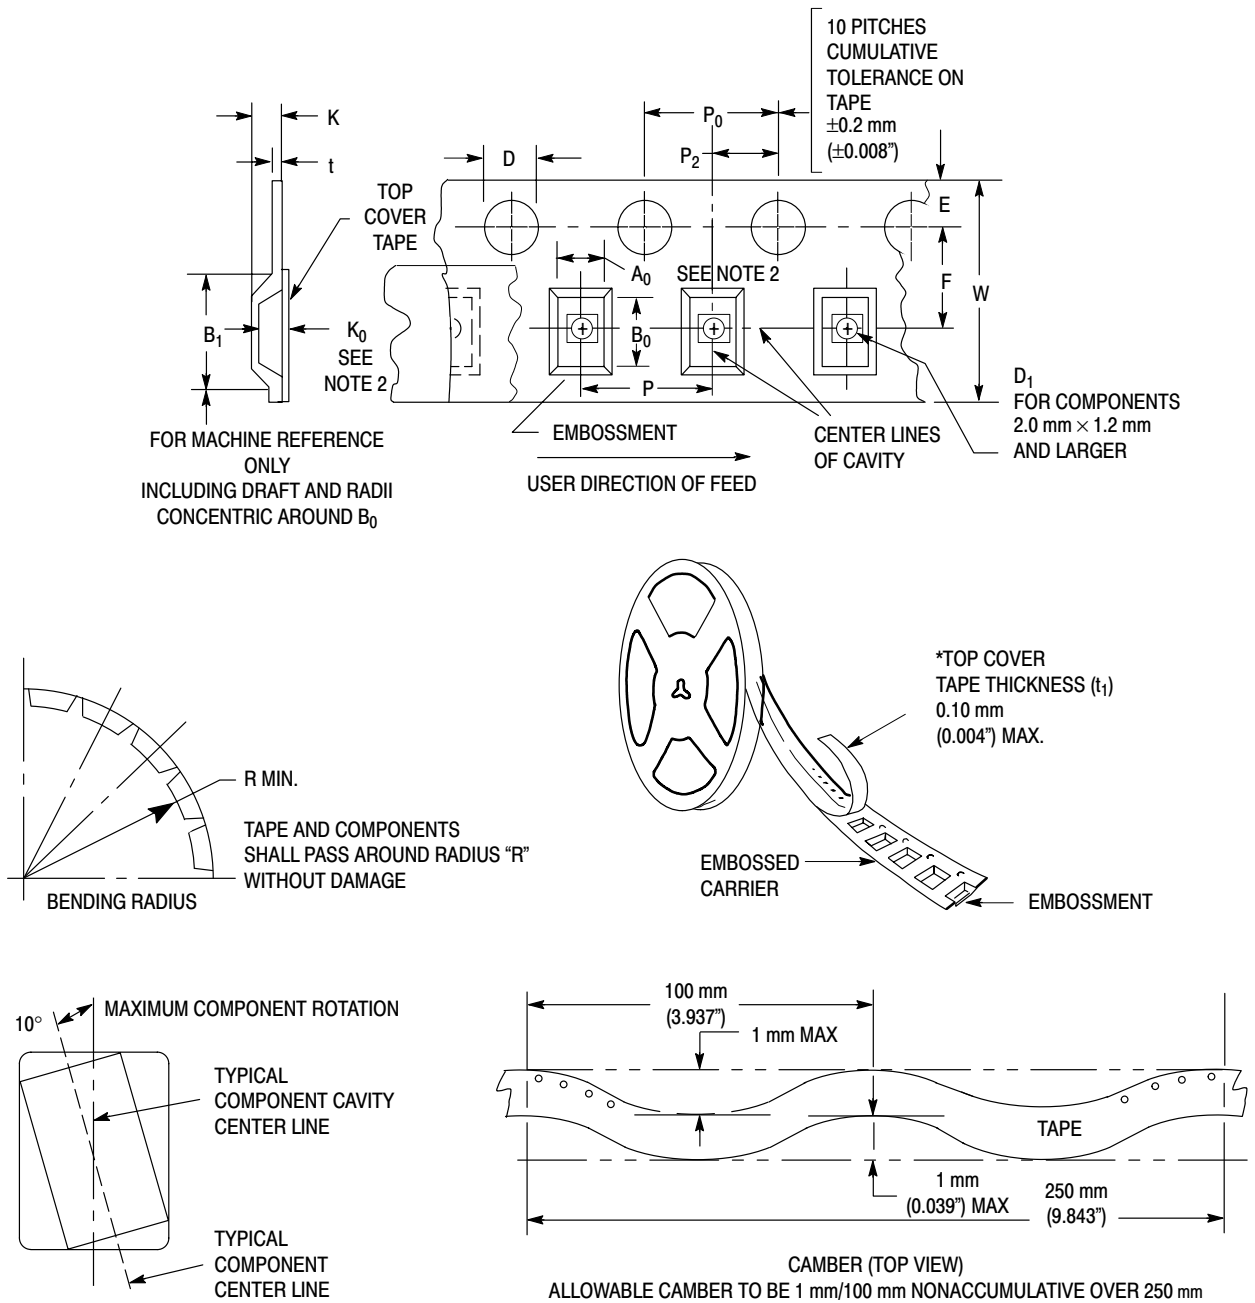 10 PITCHES
CUMULATIVE
TOLERANCE ON
TAPE
±0.2 mm
(±0.008”)
K
P0
t
D
P2
E
TOP
COVER
TAPE
A0
SEE NOTE 2
F
W
B1
K0
B0
SEE
NOTE 2
P
D1
FOR COMPONENTS
2.0 mm × 1.2 mm
AND LARGER
EMBOSSMENT
CENTER LINES
OF CAVITY
FOR MACHINE REFERENCE
ONLY
INCLUDING DRAFT AND RADII
CONCENTRIC AROUND B0
USER DIRECTION OF FEED
*TOP COVER
TAPE THICKNESS (t1)
0.10 mm
(0.004”) MAX.
R MIN.
TAPE AND COMPONENTS
SHALL PASS AROUND RADIUS “R”
WITHOUT DAMAGE
BENDING RADIUS
EMBOSSED
CARRIER
EMBOSSMENT
10°
MAXIMUM COMPONENT ROTATION
TYPICAL
COMPONENT CAVITY
CENTER LINE
TYPICAL
COMPONENT
CENTER LINE
100 mm
(3.937”)
1 mm MAX
TAPE
1 mm
(0.039”) MAX
250 mm
(9.843”)
CAMBER (TOP VIEW)
ALLOWABLE CAMBER TO BE 1 mm/100 mm NONACCUMULATIVE OVER 250 mm